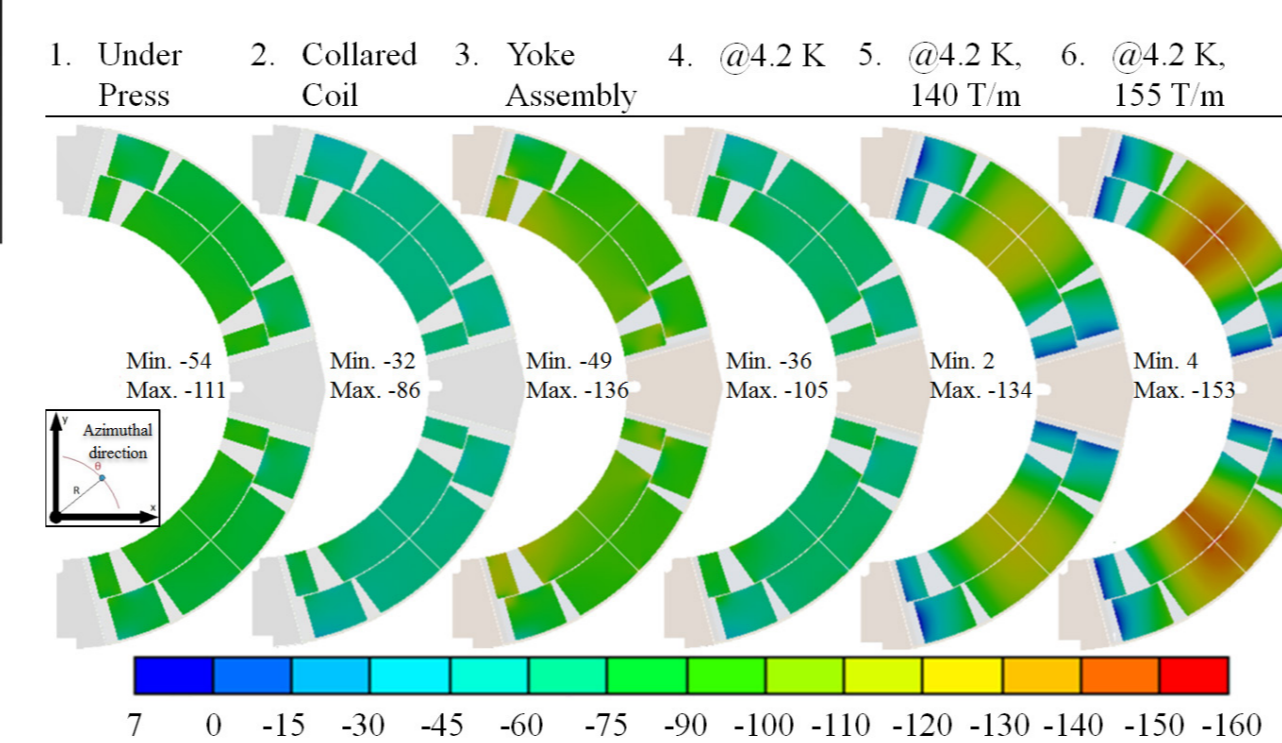 1. Under Press
2. Collared Coil
3. Yoke Assembly
4. @4.2 K
5. @4.2 K, 140 T/m
6. @4.2 K, 155 T/m
Min. -54
Max. -111
Min. -32
Max. -86
Min. -49
Max. -136
Min. -36
Max. -105
Min. 2
Max. -134
Min. 4
Max. -153
y
Azimuthal
direction
θ
R
x
7 0 -15 -30 -45 -60 -75 -90 -100 -110 -120 -130 -140 -150 -160